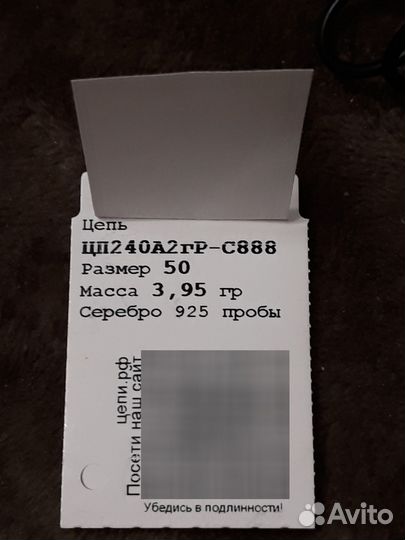 Цепь
ЦП240А2гР-С888
Размер 50
Масса 3,95 гр
Серебро 925 пробы
цепи.рф
Посети наш сайт
Убедись в подлинности!
Avito